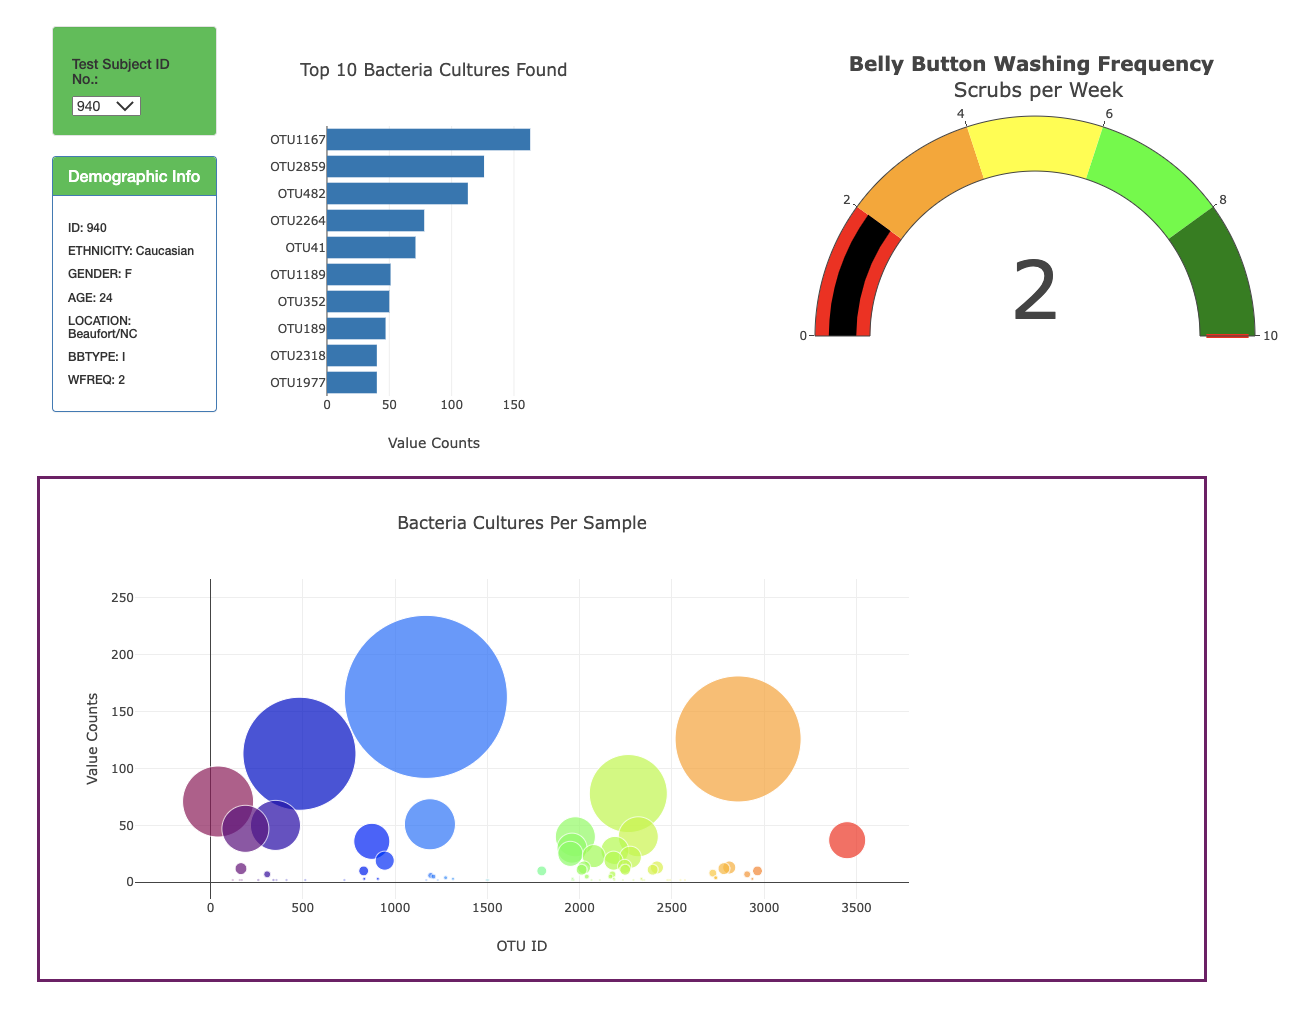 Test Subject ID
No.:
940
Demographic Info
ID: 940
ETHNICITY: Caucasian
GENDER: F
AGE: 24
LOCATION:
Beaufort/NC
BBTYPE: I
WFREQ: 2
Top 10 Bacteria Cultures Found
OTU1167
OTU2859
OTU482
OTU2264
OTU41
OTU1189
OTU352
OTU189
OTU2318
OTU1977
0 50 100 150
Value Counts
Belly Button Washing Frequency
Scrubs per Week
4 6
2 8
2
0 10
Bacteria Cultures Per Sample
Value Counts
250
200
150
100
50
0
0 500 1000 1500 2000 2500 3000 3500
OTU ID